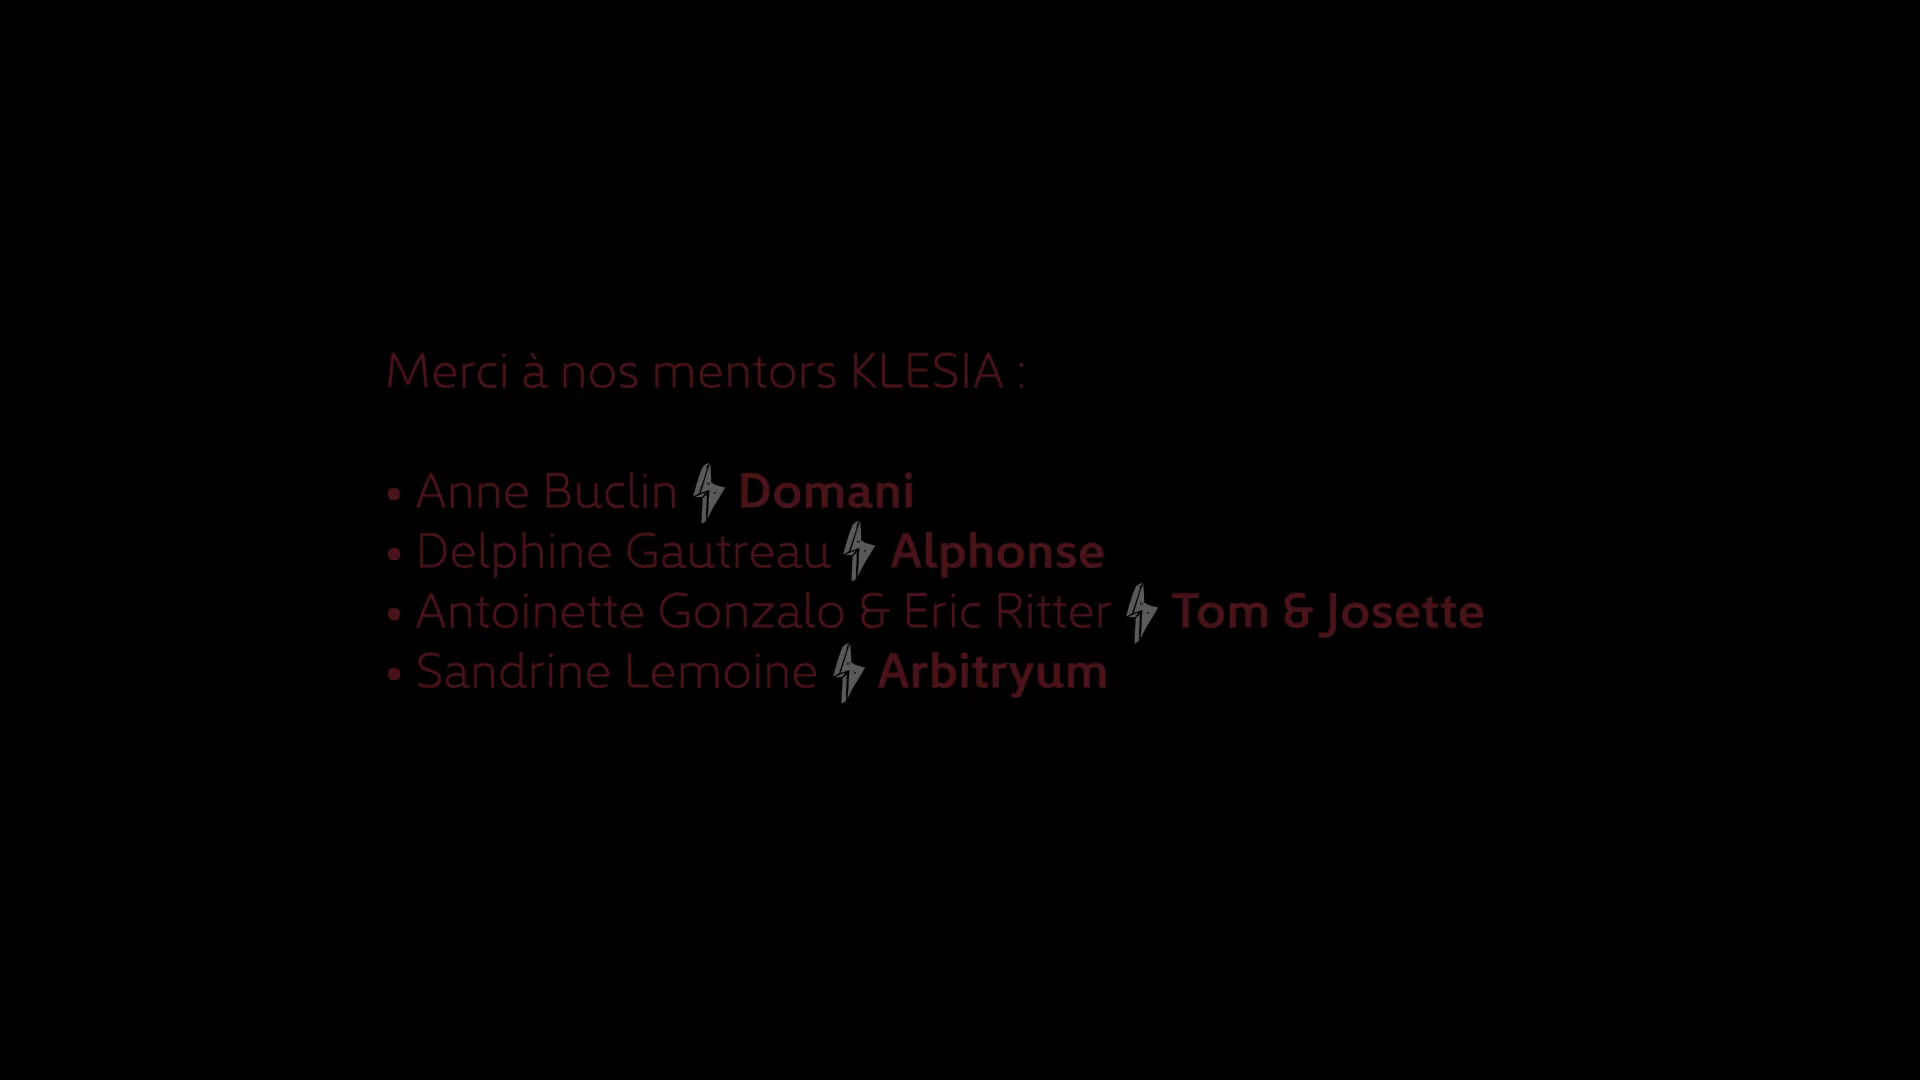 Merci à nos mentors KLESIA :
• Anne Buclin Domani
• Delphine Gautreau Alphonse
• Antoinette Gonzalo & Eric Ritter Tom & Josette
• Sandrine Lemoine Arbitryum